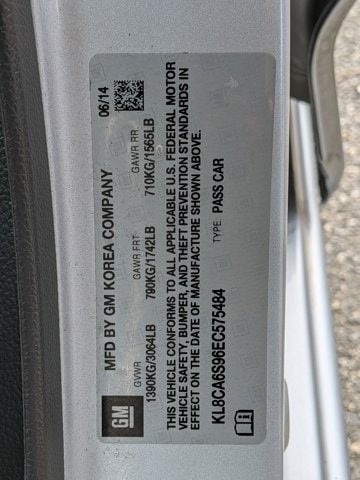 GM
MFD BY GM KOREA COMPANY 06/14
GVWR GAWR FRT GAWR RR
1390KG/3064LB 790KG/1742LB 710KG/1565LB
THIS VEHICLE CONFORMS TO ALL APPLICABLE U.S. FEDERAL MOTOR
VEHICLE SAFETY, BUMPER, AND THEFT PREVENTION STANDARDS IN
EFFECT ON THE DATE OF MANUFACTURE SHOWN ABOVE.
KL8CA6S96EC575484 TYPE: PASS CAR